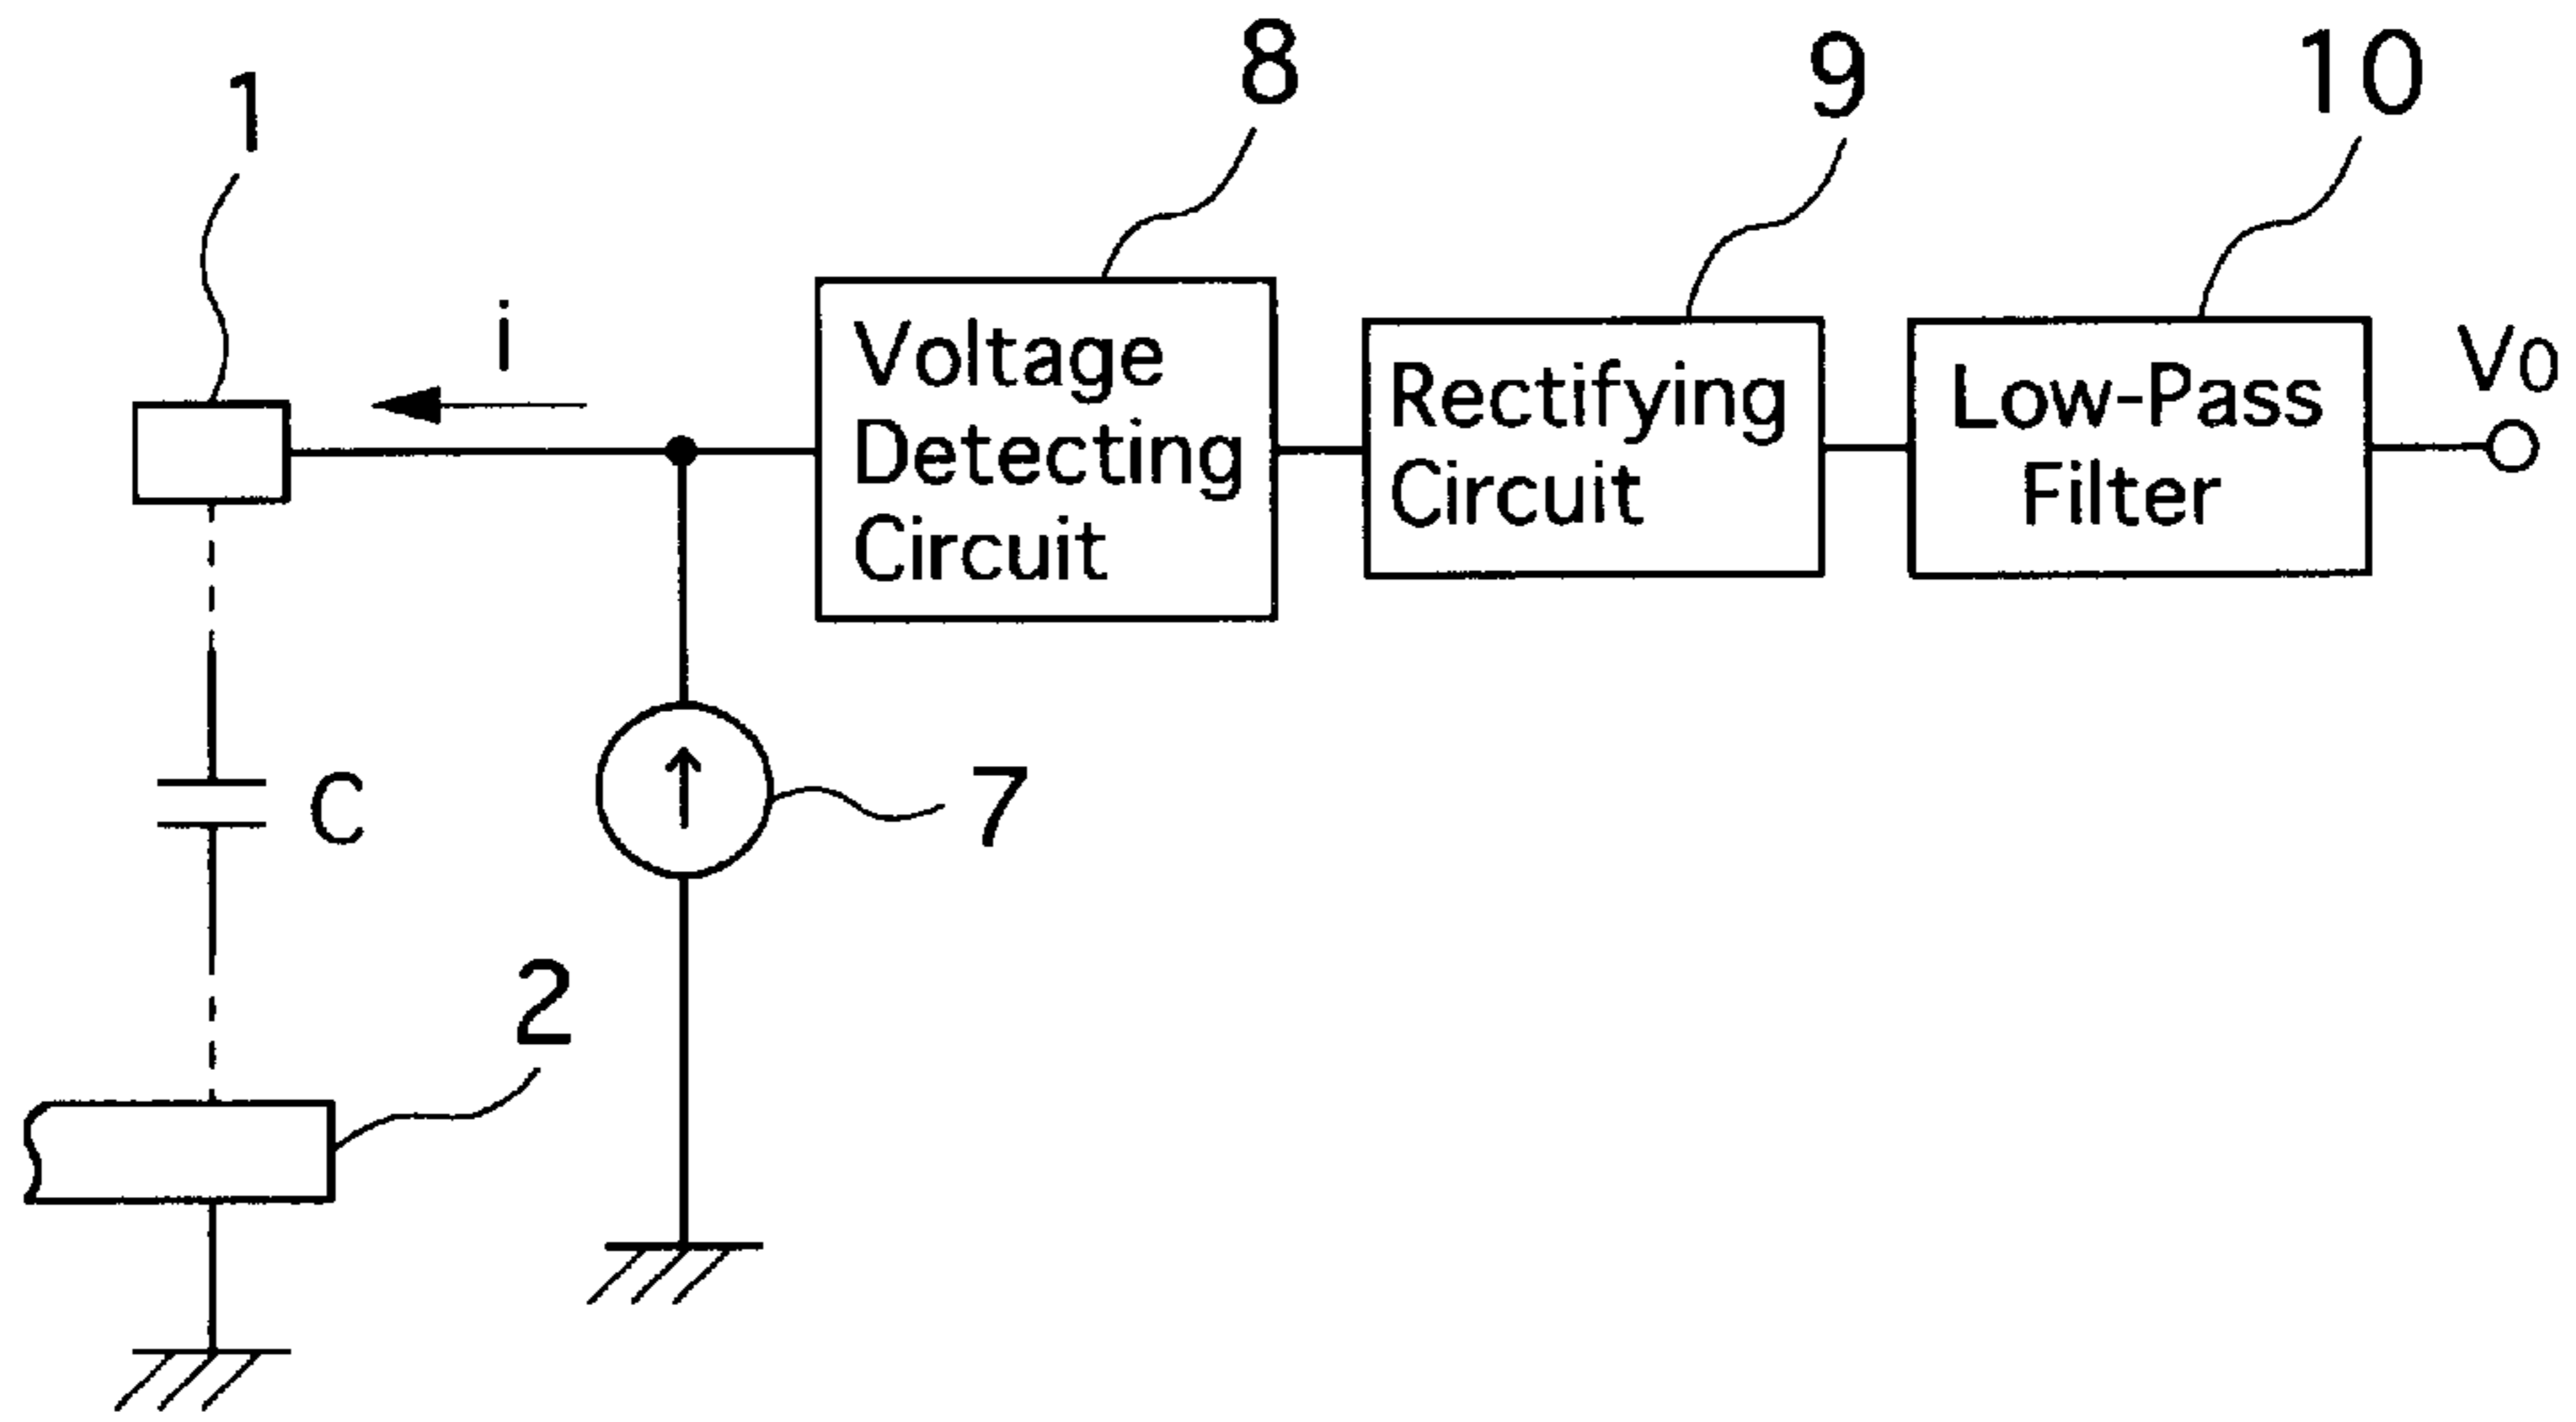 1
8
9
10
i
Voltage
Detecting
Circuit
Rectifying
Circuit
Low-Pass
Filter
V0
C
7
2